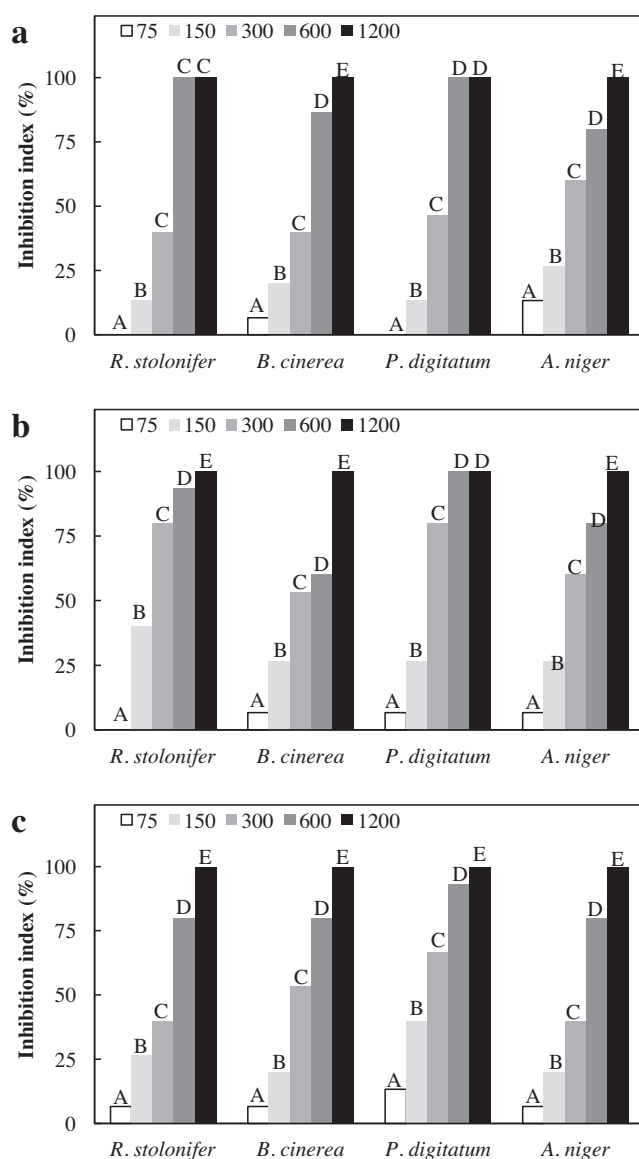 a
75 150 300 600 1200
Inhibition index (%)
100
75
50
25
0
A B C C C
A B C D E
A B C D D
A B C D E
R. stolonifer B. cinerea P. digitatum A. niger
b
75 150 300 600 1200
Inhibition index (%)
100
75
50
25
0
A B C D E
A B C D E
A B C D D
A B C D E
R. stolonifer B. cinerea P. digitatum A. niger
c
75 150 300 600 1200
Inhibition index (%)
100
75
50
25
0
A B C D E
A B C D E
A B C D E
A B C D E
R. stolonifer B. cinerea P. digitatum A. niger